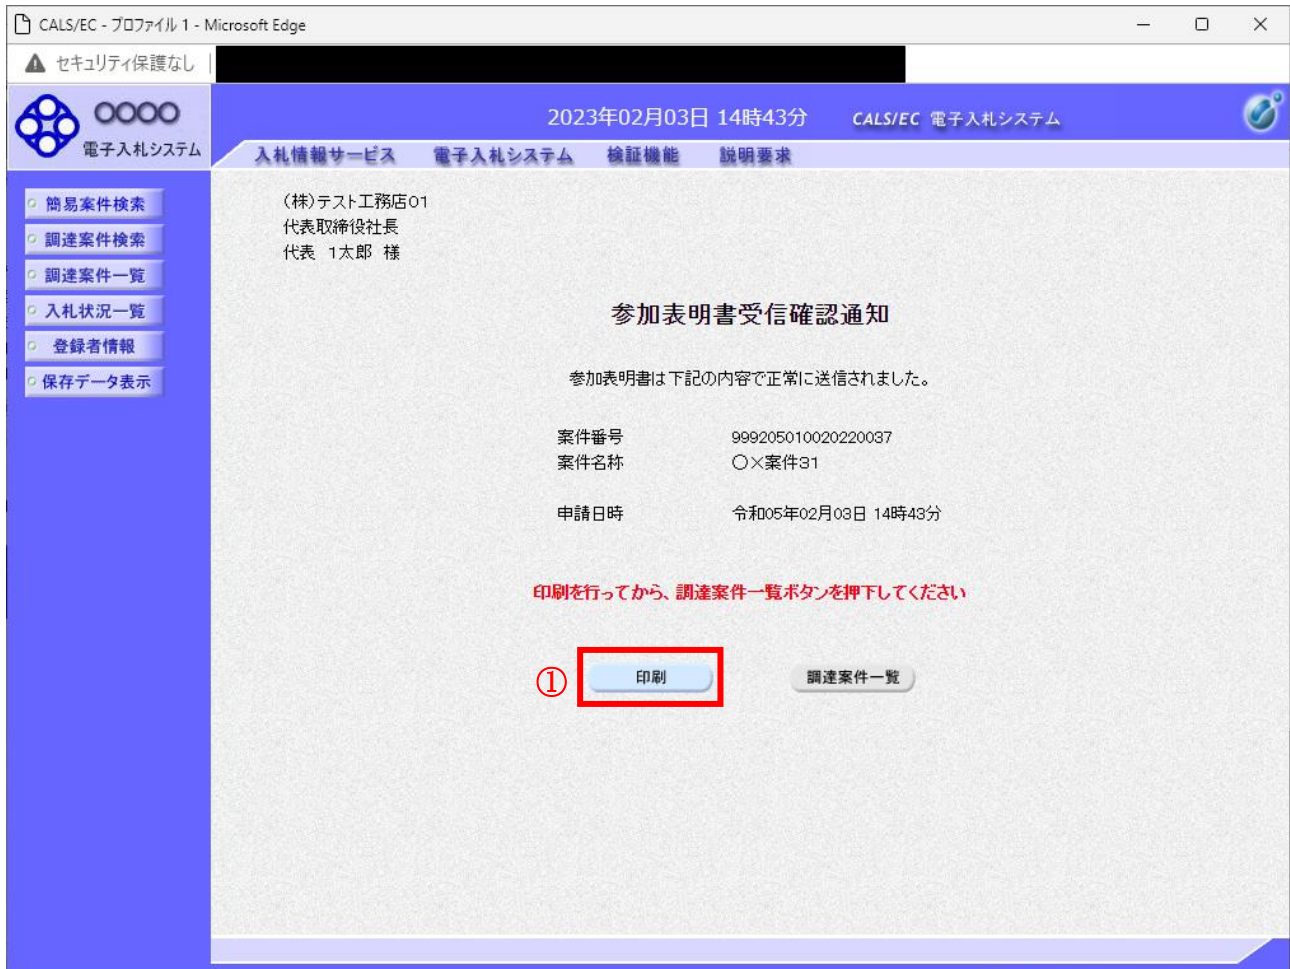 CALS/EC - プロファイル 1 - Microsoft Edge
セキュリティ保護なし
〇〇〇〇
電子入札システム
2023年02月03日 14時43分
CALS/EC 電子入札システム
入札情報サービス 電子入札システム 検証機能 説明要求
簡易案件検索
調達案件検索
調達案件一覧
入札状況一覧
登録者情報
保存データ表示
(株)テスト工務店01
代表取締役社長
代表 1太郎 様
参加表明書受信確認通知
参加表明書は下記の内容で正常に送信されました。
案件番号 999205010020220037
案件名称 〇×案件31
申請日時 令和05年02月03日 14時43分
印刷を行ってから、調達案件一覧ボタンを押下してください
① 印刷 調達案件一覧